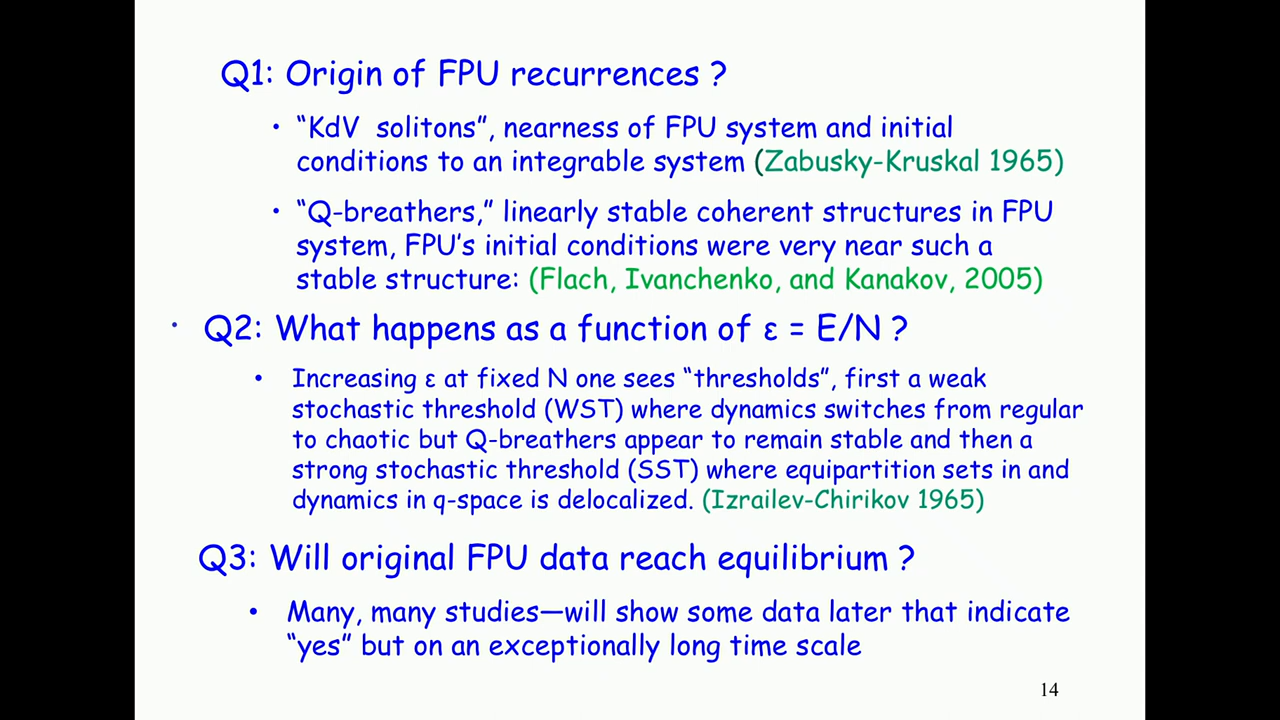 Q1: Origin of FPU recurrences ?
• “KdV solitons”, nearness of FPU system and initial
conditions to an integrable system (Zabusky-Kruskal 1965)
• “Q-breathers,” linearly stable coherent structures in FPU
system, FPU’s initial conditions were very near such a
stable structure: (Flach, Ivanchenko, and Kanakov, 2005)
• Q2: What happens as a function of ε = E/N ?
• Increasing ε at fixed N one sees “thresholds”, first a weak
stochastic threshold (WST) where dynamics switches from regular
to chaotic but Q-breathers appear to remain stable and then a
strong stochastic threshold (SST) where equipartition sets in and
dynamics in q-space is delocalized. (Izrailev-Chirikov 1965)
Q3: Will original FPU data reach equilibrium ?
• Many, many studies—will show some data later that indicate
“yes” but on an exceptionally long time scale
14